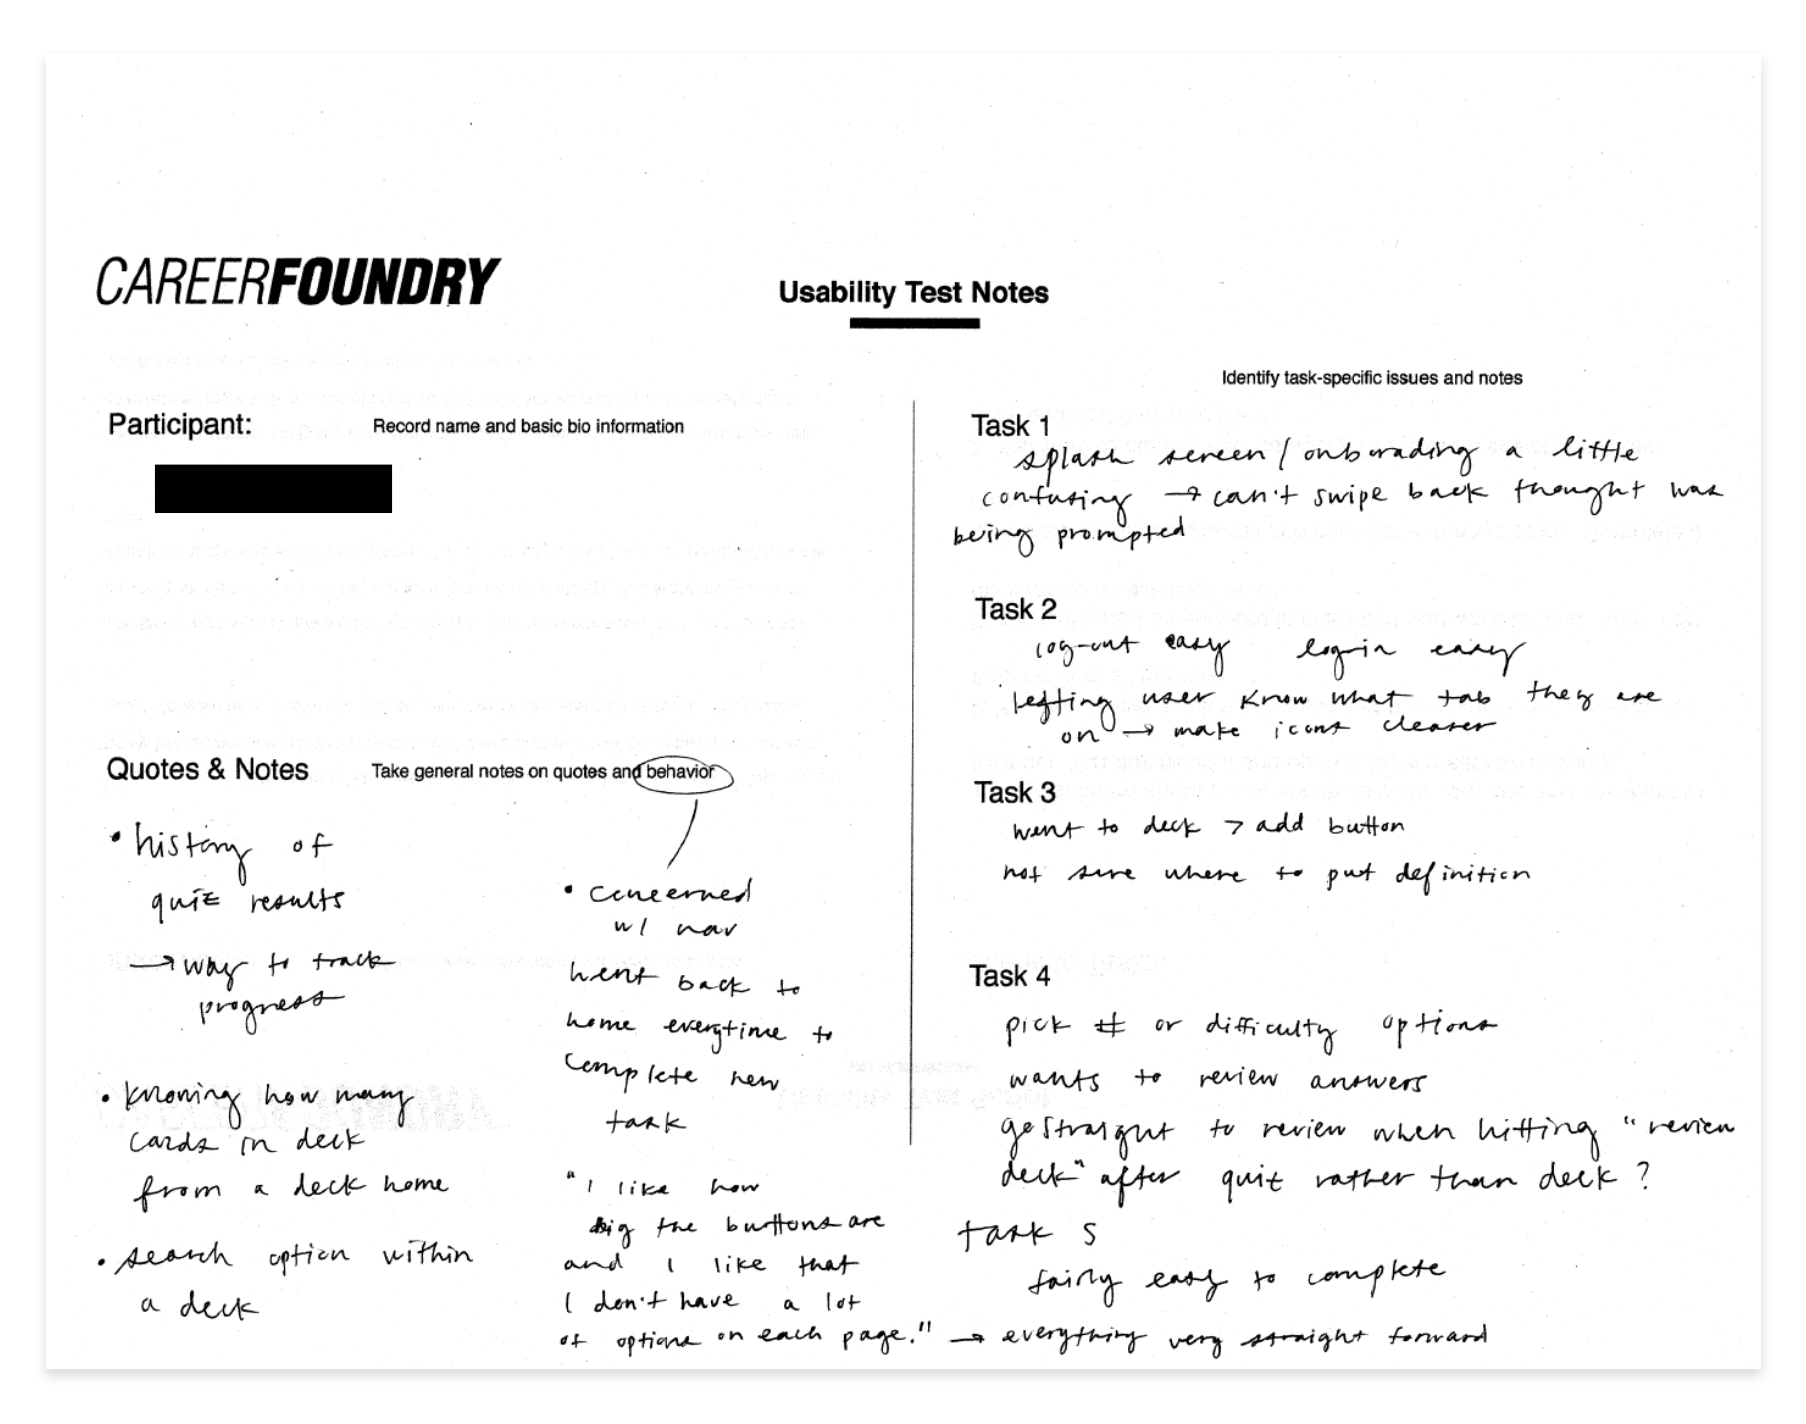 CAREERFOUNDRY
Usability Test Notes
Identify task-specific issues and notes
Participant: Record name and basic bio information
Quotes & Notes Take general notes on quotes and behavior
• history of
quiz results
→ way to track
progress
• knowing how many
cards in deck
from a deck home
• search option within
a deck
• concerned
w/ nav
went back to
home everytime to
complete new
task
"I like how
big the buttons are
and I like that
I don't have a lot
of options on each page." → everything very straight forward
Task 1
splash screen / onborading a little
confusing → can't swipe back thought was
being prompted
Task 2
log-out easy login easy
letting user know what tab they are
on → make icons clearer
Task 3
went to deck > add button
not sure where to put definition
Task 4
pick # or difficulty options
wants to review answers
go straight to review when hitting "review
deck" after quiz rather than deck?
task 5
fairly easy to complete